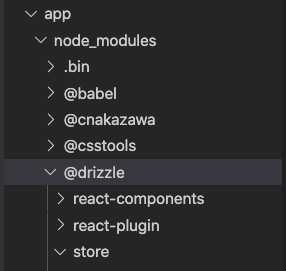 app
node_modules
.bin
@babel
@cnakazawa
@csstools
@drizzle
react-components
react-plugin
store